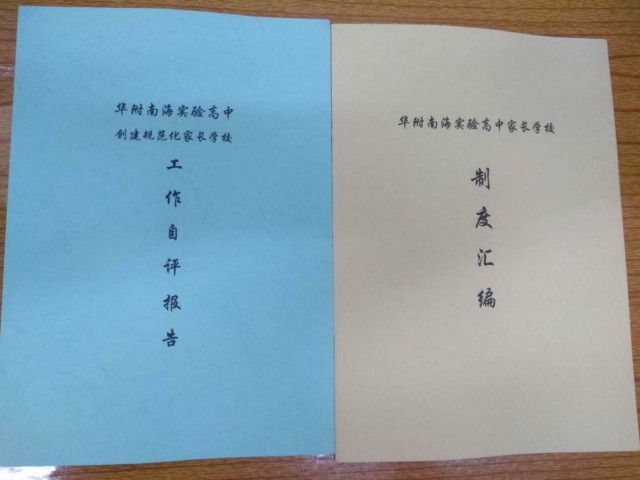 华附南海实验高中
创建规范化家长学校
工作自评报告
华附南海实验高中家长学校
制度汇编